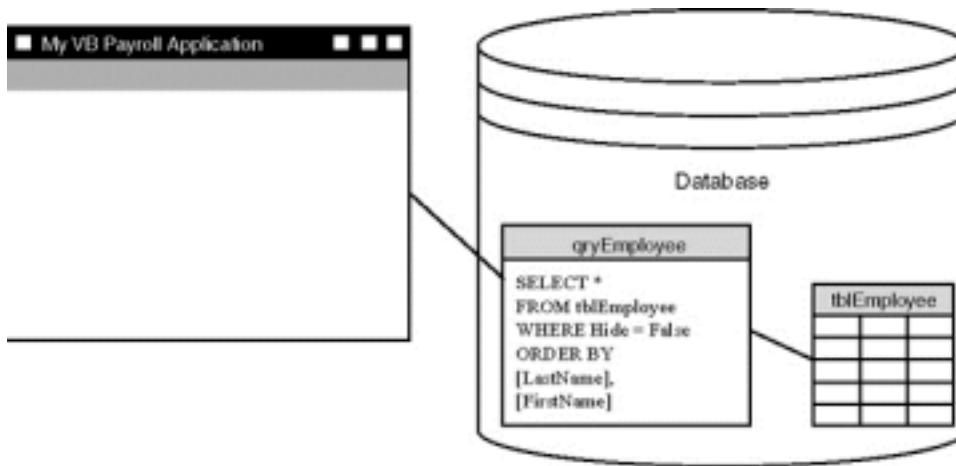 My VB Payroll Application
Database
qryEmployee
SELECT *
FROM tblEmployee
WHERE Hide = False
ORDER BY
[LastName],
[FirstName]
tblEmployee